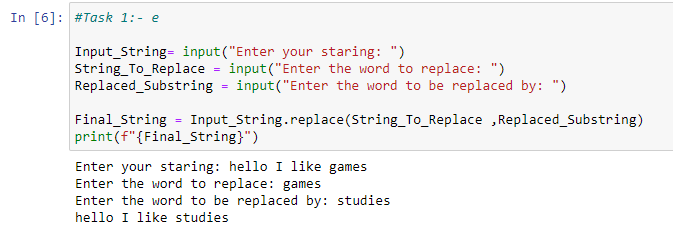 In [6]: #Task 1:- e
Input_String= input("Enter your staring: ")
String_To_Replace = input("Enter the word to replace: ")
Replaced_Substring = input("Enter the word to be replaced by: ")
Final_String = Input_String.replace(String_To_Replace ,Replaced_Substring)
print(f"{Final_String}")
Enter your staring: hello I like games
Enter the word to replace: games
Enter the word to be replaced by: studies
hello I like studies